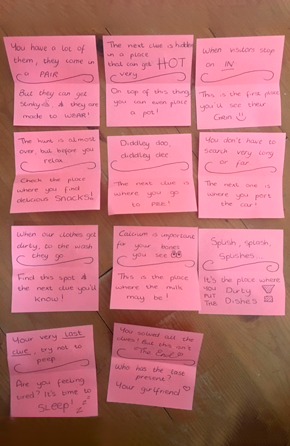 You have a lot of
them, they come in
a PAIR
But they can get
stinky, & they are
made to WEAR!
The next clue is hidden
in a place
that can get HOT
very
On top of this thing,
you can even place
a pot!
When visitors stop
on IN
This is the first place
you'll see their
Grin
The hunt is almost
over, but before you
relax.
Check the place
where you find
delicious Snacks!
Diddley doo,
diddley dee
The next clue is
where you go
to PEE!
You don't have to
search very long
or far
The next one is
where you park
the car!
When our clothes get
dirty, to the wash
they go
Find this spot &
the next clue you'll
know!
Calcium is important
for your bones
you see
This is the place
where the milk
may be!
Splish, splash,
sploshes...
It's the place where
you Dirty
put
the Dishes
Your very last
clue, try not to
peep
Are you feeling
tired? It's time to
SLEEP!
You solved all the
clues! But this isn't
the End
Who has the last
present?
Your girlfriend